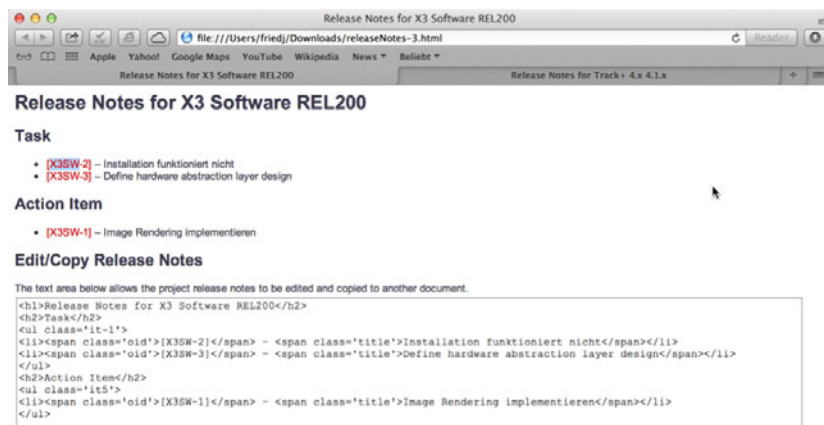 Release Notes for X3 Software REL200
file:///Users/friedj/Downloads/releaseNotes-3.html
Reader
Apple Yahoo! Google Maps YouTube Wikipedia News Beliebt
Release Notes for X3 Software REL200 Release Notes for Track+ 4.x 4.1.x
Release Notes for X3 Software REL200
Task
• [X3SW-2] – Installation funktioniert nicht
• [X3SW-3] – Define hardware abstraction layer design
Action Item
• [X3SW-1] – Image Rendering implementieren
Edit/Copy Release Notes
The text area below allows the project release notes to be edited and copied to another document.
<h1>Release Notes for X3 Software REL200</h2>
<h2>Task</h2>
<ul class='it-1'>
<li><span class='oid'>[X3SW-2]</span> - <span class='title'>Installation funktioniert nicht</span></li>
<li><span class='oid'>[X3SW-3]</span> - <span class='title'>Define hardware abstraction layer design</span></li>
</ul>
<h2>Action Item</h2>
<ul class='it5'>
<li><span class='oid'>[X3SW-1]</span> - <span class='title'>Image Rendering implementieren</span></li>
</ul>